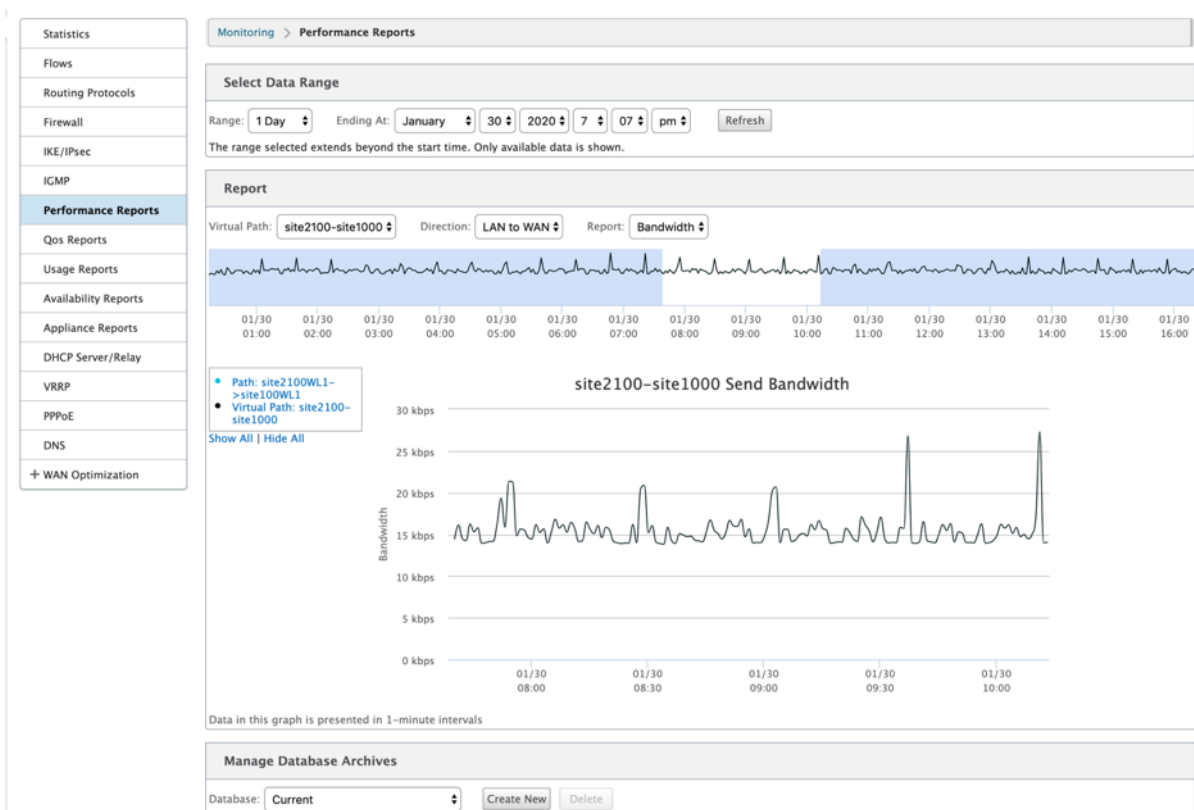 Statistics
Flows
Routing Protocols
Firewall
IKE/IPsec
IGMP
Performance Reports
Qos Reports
Usage Reports
Availability Reports
Appliance Reports
DHCP Server/Relay
VRRP
PPPoE
DNS
+ WAN Optimization
Monitoring > Performance Reports
Select Data Range
Range: 1 Day Ending At: January 30 2020 7 07 pm Refresh
The range selected extends beyond the start time. Only available data is shown.
Report
Virtual Path: site2100-site1000 Direction: LAN to WAN Report: Bandwidth
01/30 01/30 01/30 01/30 01/30 01/30 01/30 01/30 01/30 01/30 01/30 01/30 01/30 01/30 01/30 01/30
01:00 02:00 03:00 04:00 05:00 06:00 07:00 08:00 09:00 10:00 11:00 12:00 13:00 14:00 15:00 16:00
Path: site2100WL1-
>site100WL1
Virtual Path: site2100-
site1000
Show All | Hide All
site2100-site1000 Send Bandwidth
30 kbps
25 kbps
20 kbps
15 kbps
10 kbps
5 kbps
0 kbps
Bandwidth
01/30 01/30 01/30 01/30 01/30
08:00 08:30 09:00 09:30 10:00
Data in this graph is presented in 1-minute intervals
Manage Database Archives
Database: Current Create New Delete